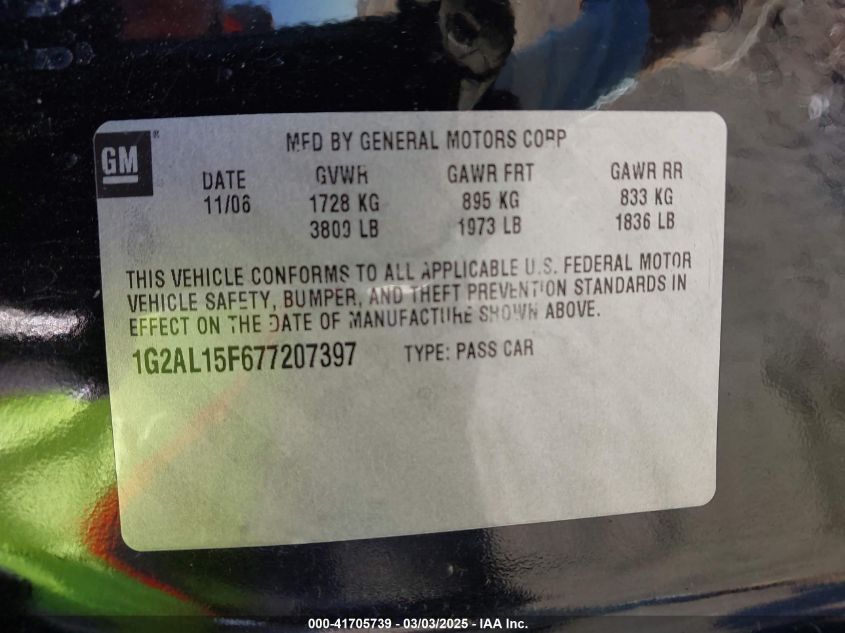 GM ®
MFD BY GENERAL MOTORS CORP
DATE GVWR GAWR FRT GAWR RR
11/06 1728 KG 895 KG 833 KG
3809 LB 1973 LB 1836 LB
THIS VEHICLE CONFORMS TO ALL APPLICABLE U.S. FEDERAL MOTOR
VEHICLE SAFETY, BUMPER, AND THEFT PREVENTION STANDARDS IN
EFFECT ON THE DATE OF MANUFACTURE SHOWN ABOVE.
1G2AL15F677207397 TYPE: PASS CAR
000-41705739 - 03/03/2025 - IAA Inc.